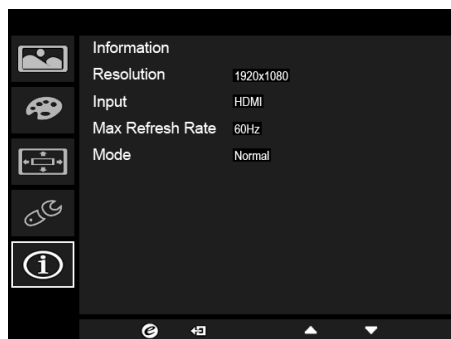 Information
Resolution 1920x1080
Input HDMI
Max Refresh Rate 60Hz
Mode Normal